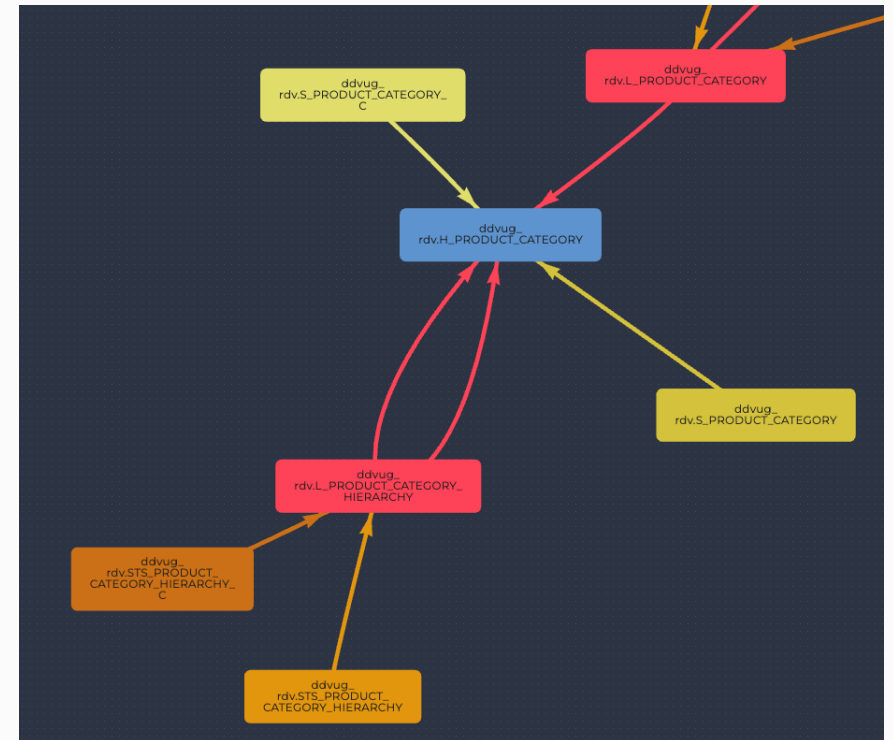 ddvug_
rdv.L_PRODUCT_CATEGORY
ddvug_
rdv.S_PRODUCT_CATEGORY_
C
ddvug_
rdv.H_PRODUCT_CATEGORY
ddvug_
rdv.S_PRODUCT_CATEGORY
ddvug_
rdv.L_PRODUCT_CATEGORY_
HIERARCHY
ddvug_
rdv.STS_PRODUCT_
CATEGORY_HIERARCHY_
C
ddvug_
rdv.STS_PRODUCT_
CATEGORY_HIERARCHY